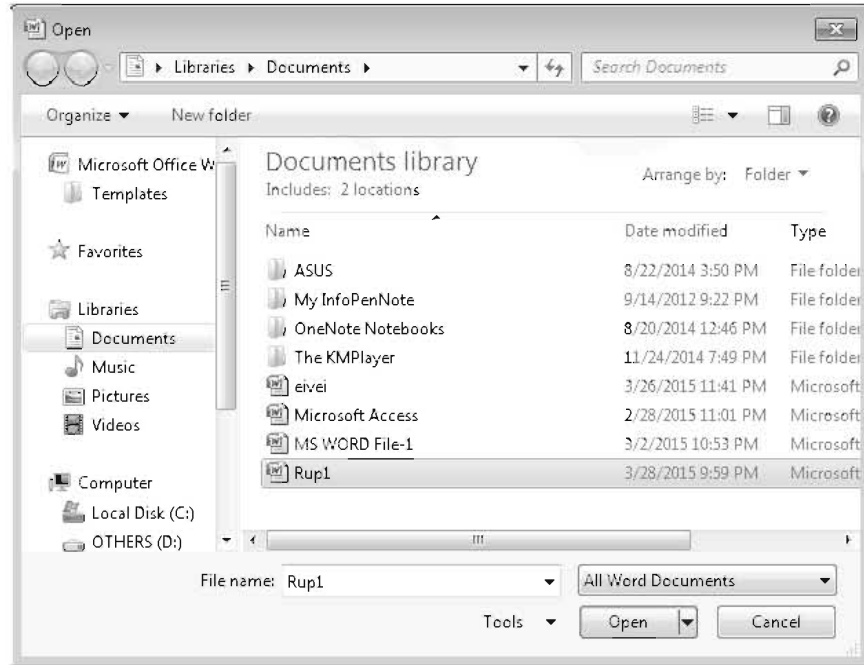 Open
Libraries Documents
Search Documents
Organize New folder
Microsoft Office W
Templates
Favorites
Libraries
Documents
Music
Pictures
Videos
Computer
Local Disk (C:)
OTHERS (D:)
Documents library
Includes: 2 locations
Arrange by: Folder
Name Date modified Type
ASUS 8/22/2014 3:50 PM File folder
My InfoPenNote 9/14/2012 9:22 PM File folder
OneNote Notebooks 8/20/2014 12:46 PM File folder
The KMPlayer 11/24/2014 7:49 PM File folder
eivei 3/26/2015 11:41 PM Microsoft
Microsoft Access 2/28/2015 11:01 PM Microsoft
MS WORD File-1 3/2/2015 10:53 PM Microsoft
Rup1 3/28/2015 9:59 PM Microsoft
File name: Rup1 All Word Documents
Tools Open Cancel